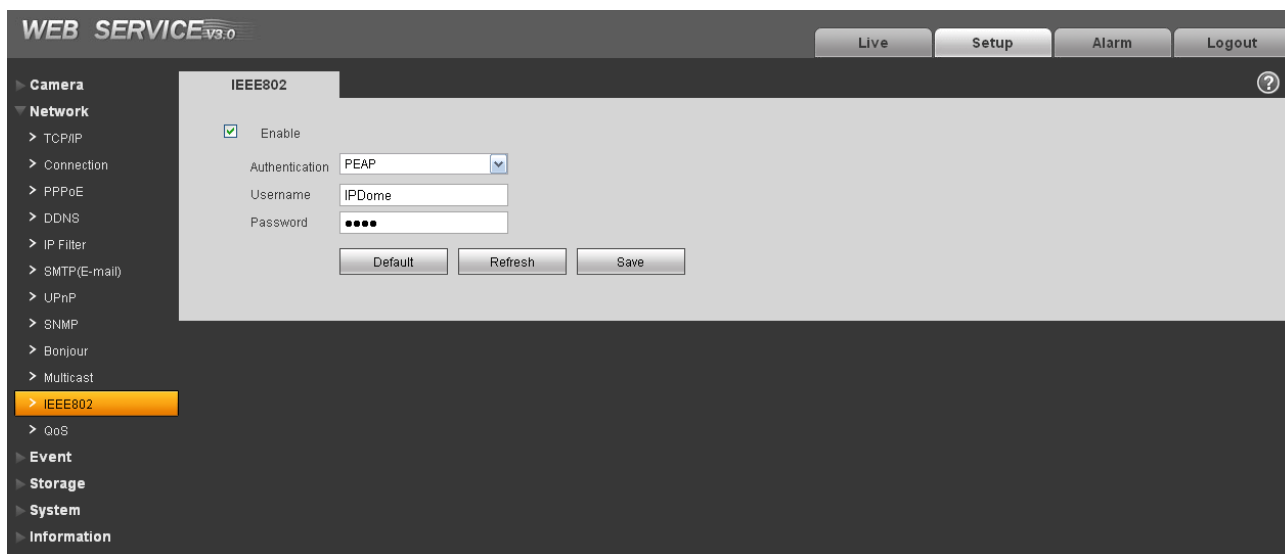 WEB SERVICE V3.0
Live Setup Alarm Logout
Camera
Network
TCP/IP
Connection
PPPoE
DDNS
IP Filter
SMTP(E-mail)
UPnP
SNMP
Bonjour
Multicast
IEEE802
QoS
Event
Storage
System
Information
IEEE802
?
Enable
Authentication PEAP
Username IPDome
Password ●●●●
Default Refresh Save